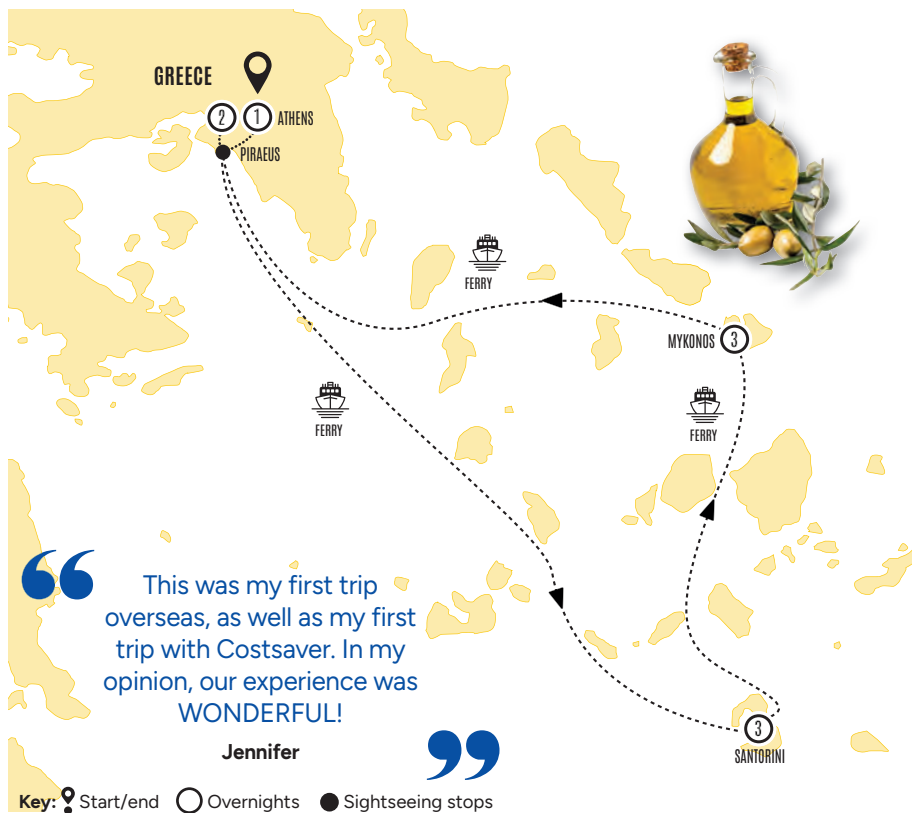 GREECE
2
1
ATHENS
PIRAEUS
FERRY
MYKONOS
3
FERRY
FERRY
“
This was my first trip
overseas, as well as my first
trip with Costsaver. In my
opinion, our experience was
WONDERFUL!
Jennifer
”
3
SANTORINI
Key: Start/end Overnights Sightseeing stops